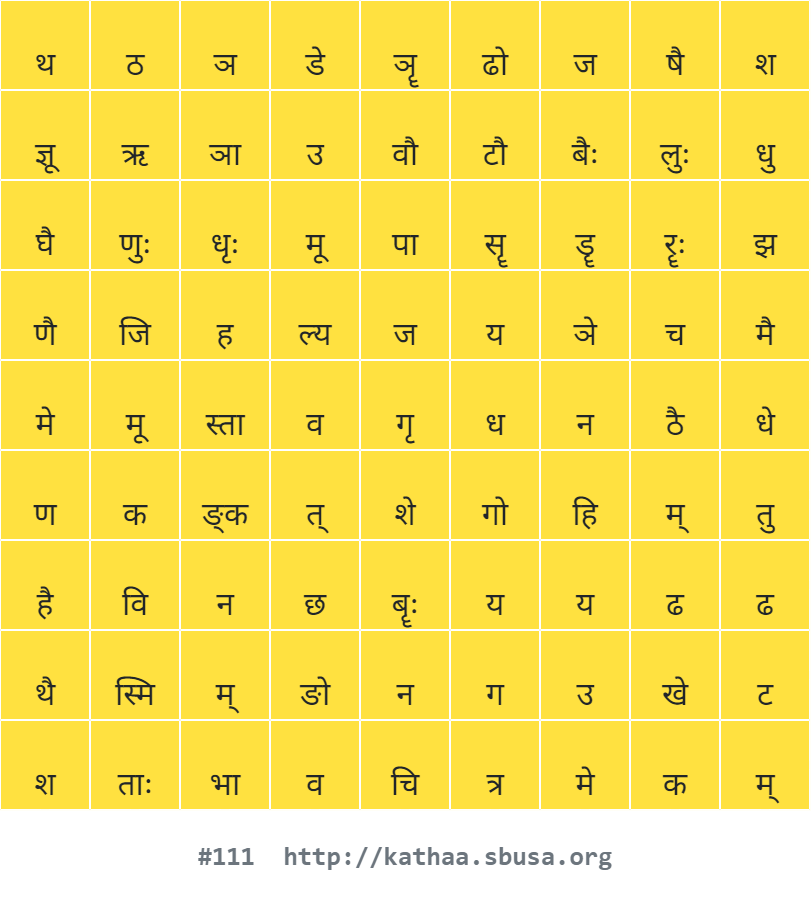 थ ठ ञ डे ञॄ ढो ज षै श
ज्ञू ऋ ञा उ वौ टौ बैः लुः धु
घै णुः धृः मू पा सॄ डॄ रॄः झ
णै जि ह ल्य ज य ञे च मै
मे मू स्ता व गृ ध न ठै धे
ण क ङ्क त् शे गो हि म् तु
है वि न छ बॄः य य ढ ढ
थै स्मि म् ङो न ग उ खे ट
श ताः भा व चि त्र मे क म्
#111 http://kathaa.sbusa.org